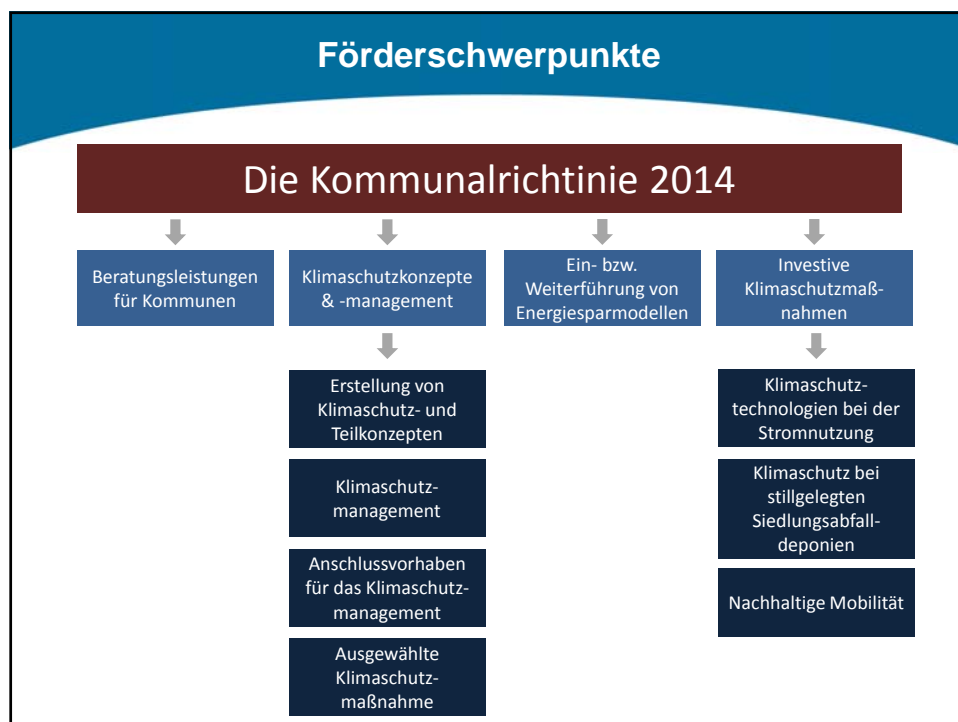 Förderschwerpunkte
Die Kommunalrichtinie 2014
Beratungsleistungen
für Kommunen
Klimaschutzkonzepte
& -management
Ein- bzw.
Weiterführung von
Energiesparmodellen
Investive
Klimaschutzmaß-
nahmen
Erstellung von
Klimaschutz- und
Teilkonzepten
Klimaschutz-
management
Anschlussvorhaben
für das Klimaschutz-
management
Ausgewählte
Klimaschutz-
maßnahme
Klimaschutz-
technologien bei der
Stromnutzung
Klimaschutz bei
stillgelegten
Siedlungsabfall-
deponien
Nachhaltige Mobilität